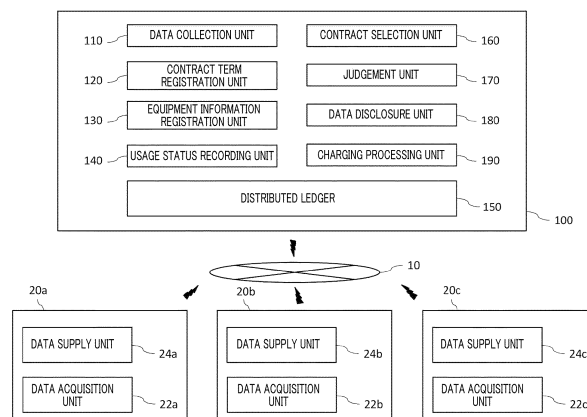 110
DATA COLLECTION UNIT
CONTRACT SELECTION UNIT
160
120
CONTRACT TERM
REGISTRATION UNIT
JUDGEMENT UNIT
170
130
EQUIPMENT INFORMATION
REGISTRATION UNIT
DATA DISCLOSURE UNIT
180
140
USAGE STATUS RECORDING UNIT
CHARGING PROCESSING UNIT
190
DISTRIBUTED LEDGER
150
100
10
20a
20b
20c
DATA SUPPLY UNIT
24a
DATA SUPPLY UNIT
24b
DATA SUPPLY UNIT
24c
DATA ACQUISITION
UNIT
22a
DATA ACQUISITION
UNIT
22b
DATA ACQUISITION
UNIT
22c